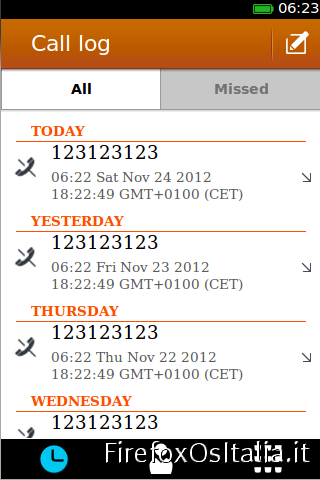 06:23
Call log
All Missed
TODAY
123123123
06:22 Sat Nov 24 2012
18:22:49 GMT+0100 (CET)
YESTERDAY
123123123
06:22 Fri Nov 23 2012
18:22:49 GMT+0100 (CET)
THURSDAY
123123123
06:22 Thu Nov 22 2012
18:22:49 GMT+0100 (CET)
WEDNESDAY
123123123
FirefoxOsItalia.it